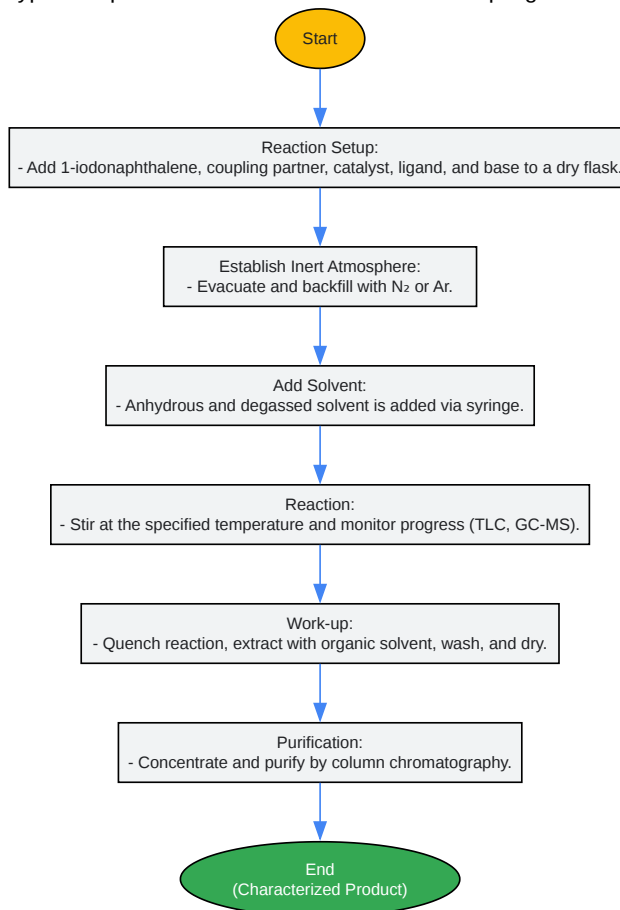 Start
Reaction Setup:
- Add 1-iodonaphthalene, coupling partner, catalyst, ligand, and base to a dry flask.
Establish Inert Atmosphere:
- Evacuate and backfill with N₂ or Ar.
Add Solvent:
- Anhydrous and degassed solvent is added via syringe.
Reaction:
- Stir at the specified temperature and monitor progress (TLC, GC-MS).
Work-up:
- Quench reaction, extract with organic solvent, wash, and dry.
Purification:
- Concentrate and purify by column chromatography.
End
(Characterized Product)